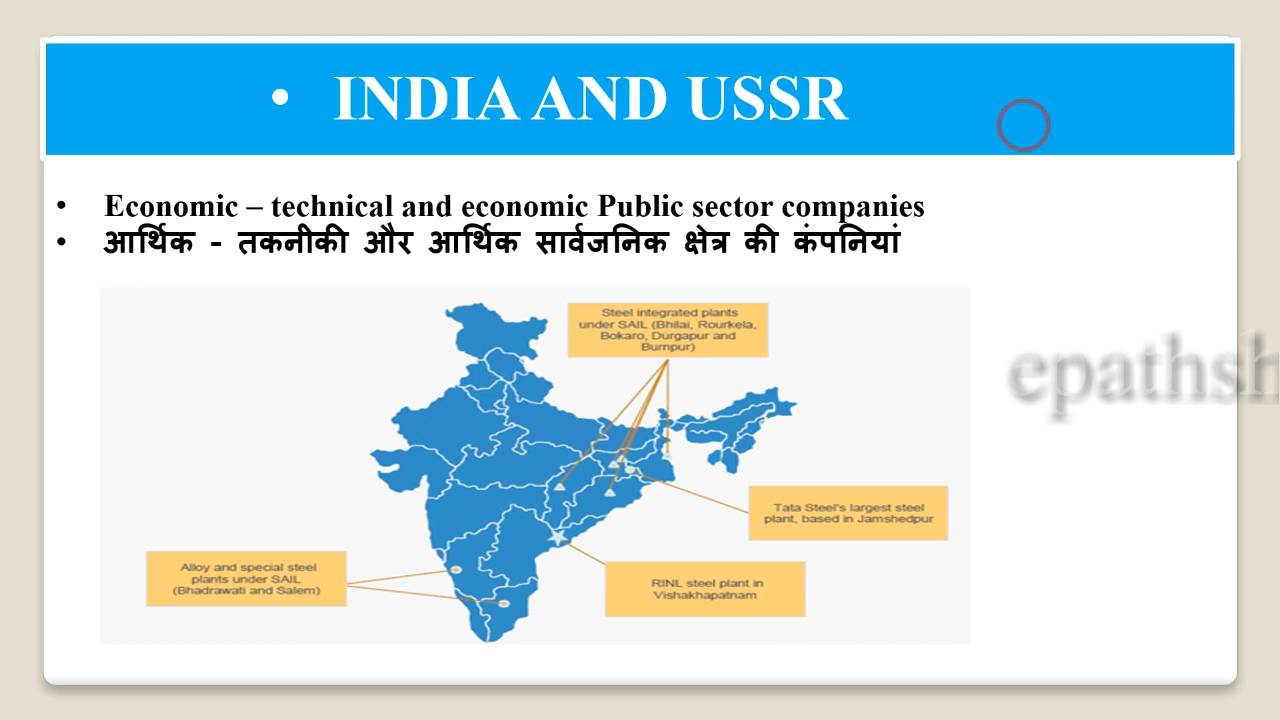 • INDIA AND USSR
• Economic – technical and economic Public sector companies
• आर्थिक - तकनीकी और आर्थिक सार्वजनिक क्षेत्र की कंपनियां
Steel integrated plants
under SAIL (Bhilai, Rourkela,
Bokaro, Durgapur and
Burnpur)
epathsh
Tata Steel's largest steel
plant, based in Jamshedpur
Alloy and special steel
plants under SAIL
(Bhadrawati and Salem)
RINL steel plant in
Vishakhapatnam